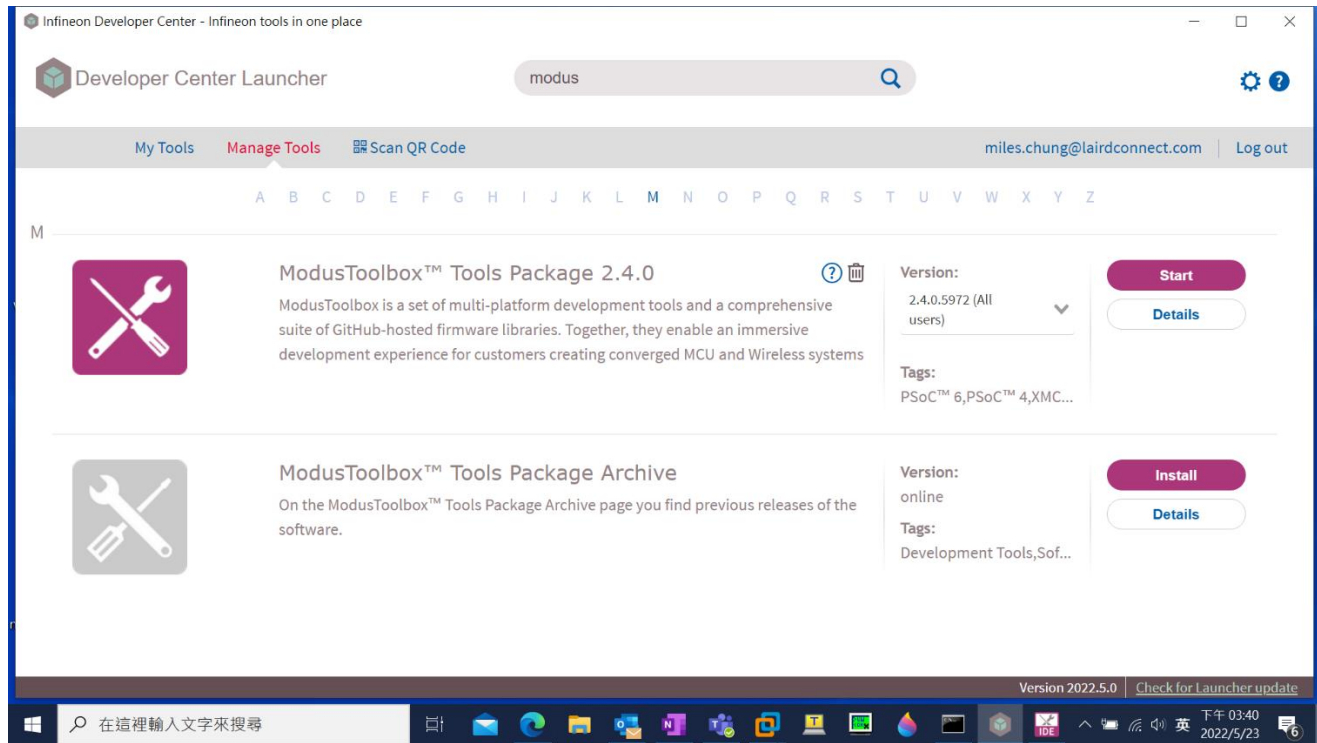 Infineon Developer Center - Infineon tools in one place
Developer Center Launcher
modus
My Tools Manage Tools Scan QR Code miles.chung@lairdconnect.com Log out
A B C D E F G H I J K L M N O P Q R S T U V W X Y Z
M
ModusToolbox™ Tools Package 2.4.0
ModusToolbox is a set of multi-platform development tools and a comprehensive
suite of GitHub-hosted firmware libraries. Together, they enable an immersive
development experience for customers creating converged MCU and Wireless systems
Version:
2.4.0.5972 (All
users)
Tags:
PSoC™ 6,PSoC™ 4,XMC...
Start
Details
ModusToolbox™ Tools Package Archive
On the ModusToolbox™ Tools Package Archive page you find previous releases of the
software.
Version:
online
Tags:
Development Tools,Sof...
Install
Details
Version 2022.5.0 Check for Launcher update
在這裡輸入文字來搜尋
IDE
英
下午 03:40
2022/5/23
6